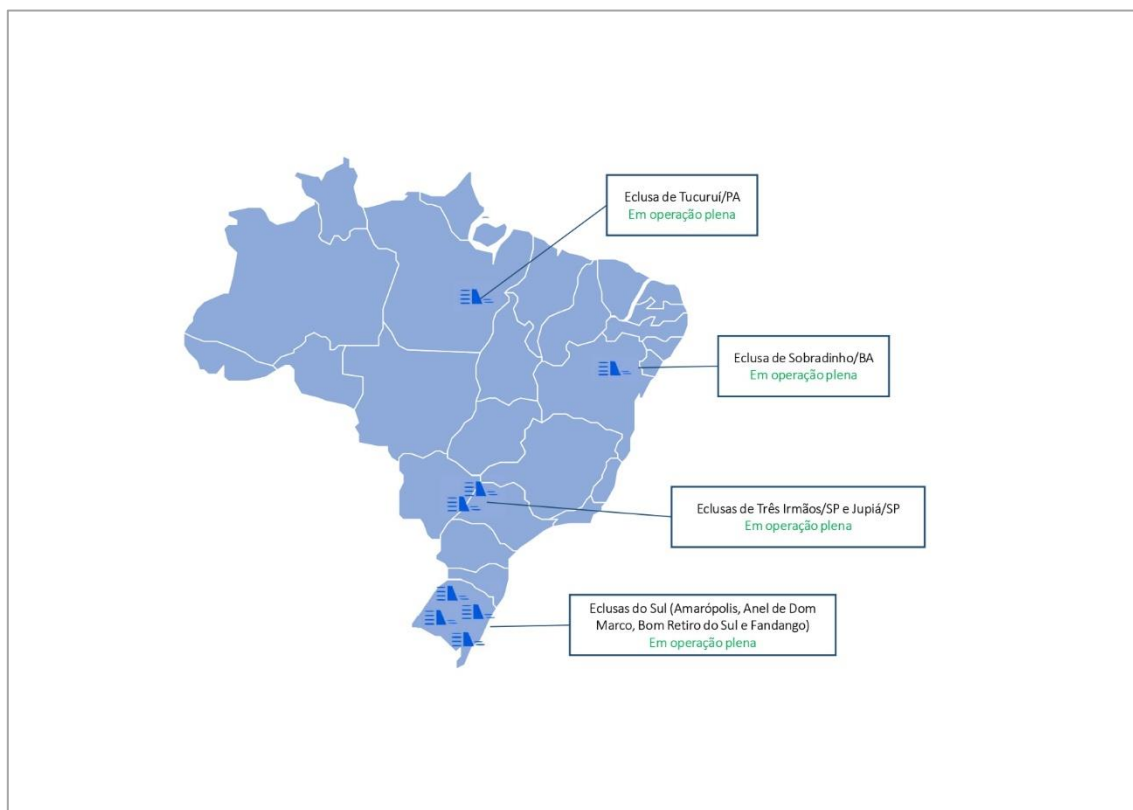 Eclusa de Tucuruí/PA
Em operação plena
Eclusa de Sobradinho/BA
Em operação plena
Eclusas de Três Irmãos/SP e Jupiá/SP
Em operação plena
Eclusas do Sul (Amarópolis, Anel de Dom
Marco, Bom Retiro do Sul e Fandango)
Em operação plena